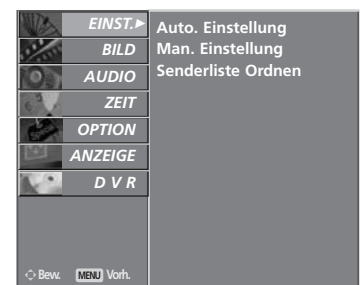 EINST.
BILD
AUDIO
ZEIT
OPTION
ANZEIGE
D V R
Auto. Einstellung
Man. Einstellung
Senderliste Ordnen
Bew. MENU Vorh.